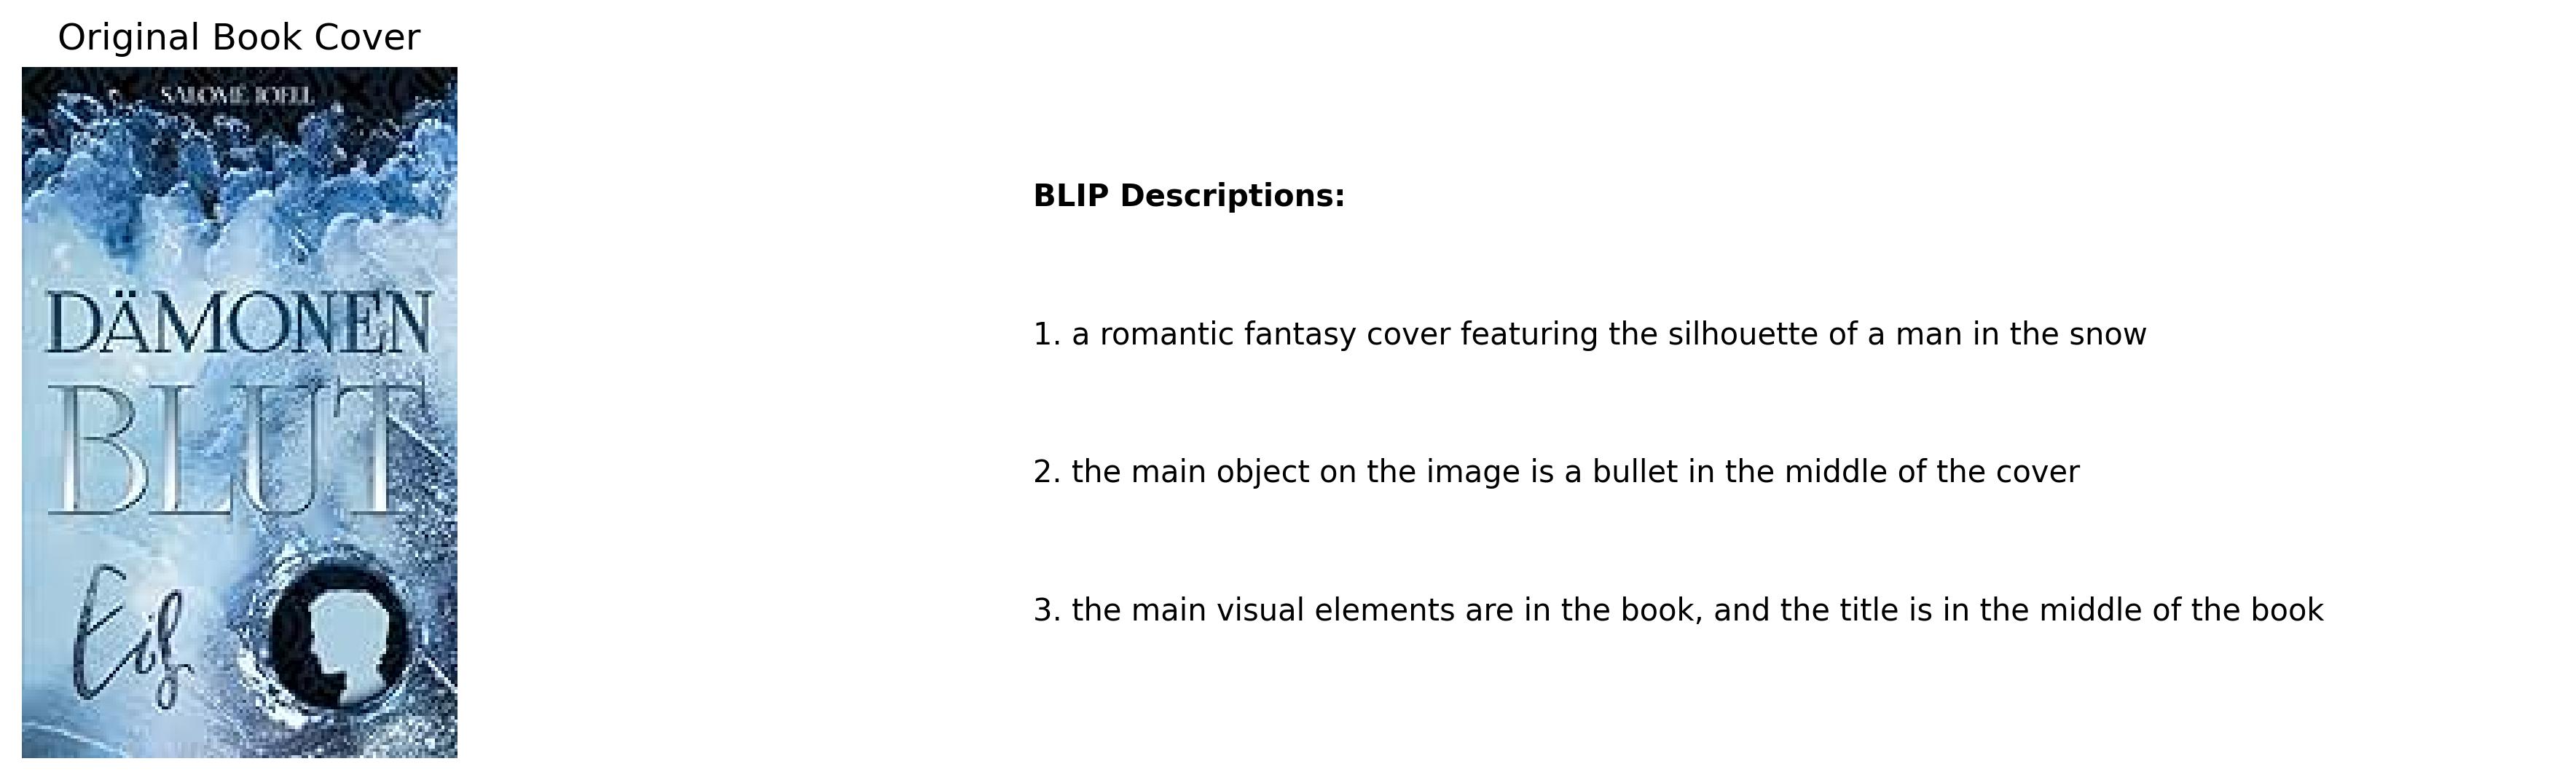 Original Book Cover
SALOME JOELL
DÄMONEN
BLUT
Eis
BLIP Descriptions:
1. a romantic fantasy cover featuring the silhouette of a man in the snow
2. the main object on the image is a bullet in the middle of the cover
3. the main visual elements are in the book, and the title is in the middle of the book